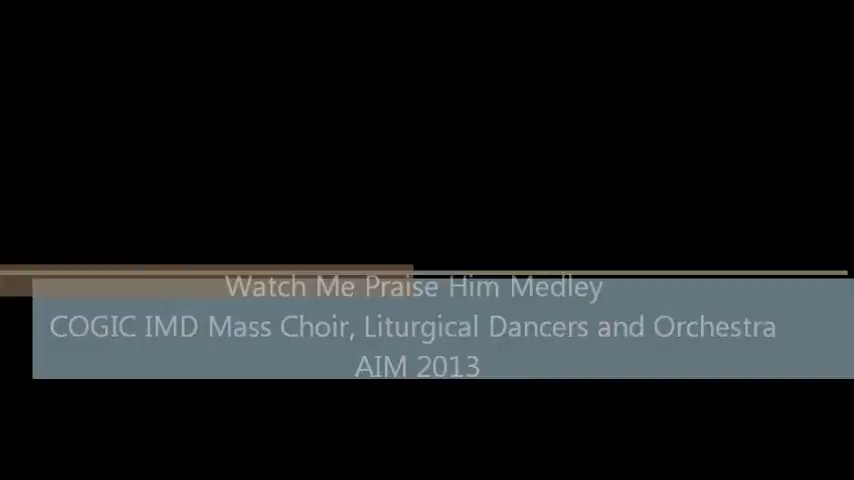 Watch Me Praise Him Medley
COGIC IMD Mass Choir, Liturgical Dancers and Orchestra
AIM 2013